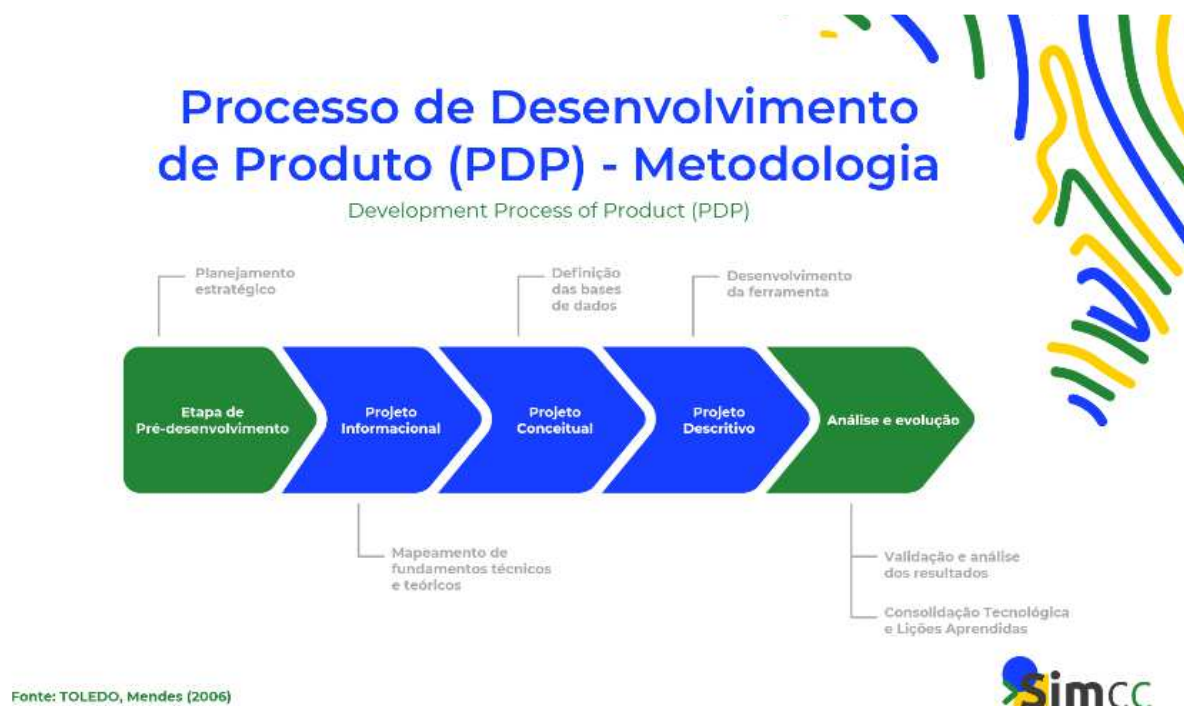 Processo de Desenvolvimento
de Produto (PDP) - Metodologia
Development Process of Product (PDP)
Planejamento
estratégico
Definição
das bases
de dados
Desenvolvimento
da ferramenta
Etapa de
Pré-desenvolvimento
Projeto
Informacional
Projeto
Conceitual
Projeto
Descritivo
Análise e evolução
Mapeamento de
fundamentos técnicos
e teóricos
Validação e análise
dos resultados
Consolidação Tecnológica
e Lições Aprendidas
Fonte: TOLEDO, Mendes (2006)
Simcc